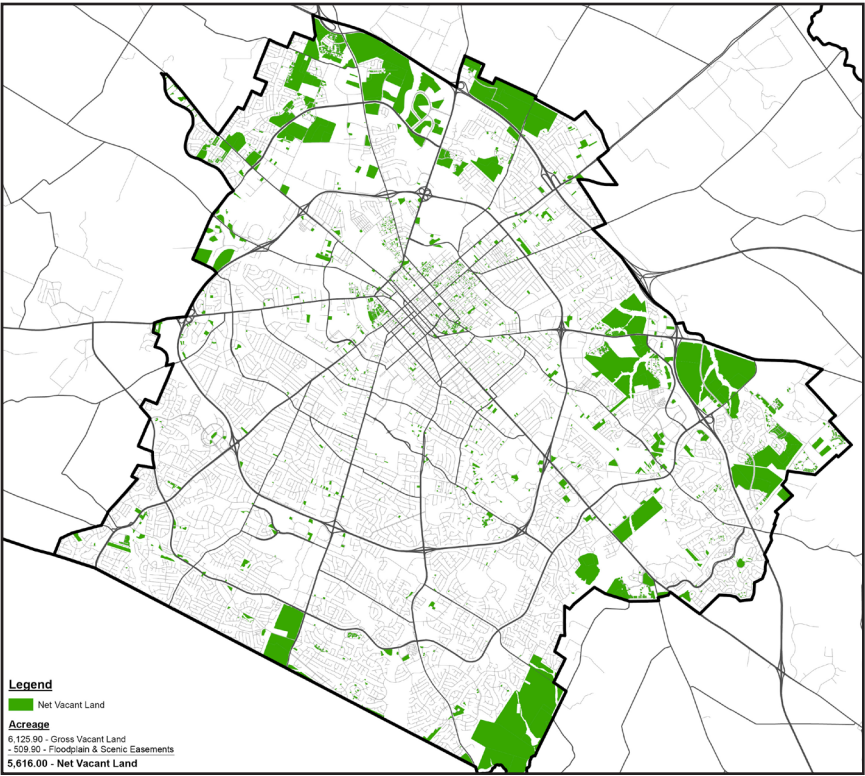 Legend
Net Vacant Land
Acreage
6,125.90 - Gross Vacant Land
- 509.90 - Floodplain & Scenic Easements
5,616.00 - Net Vacant Land